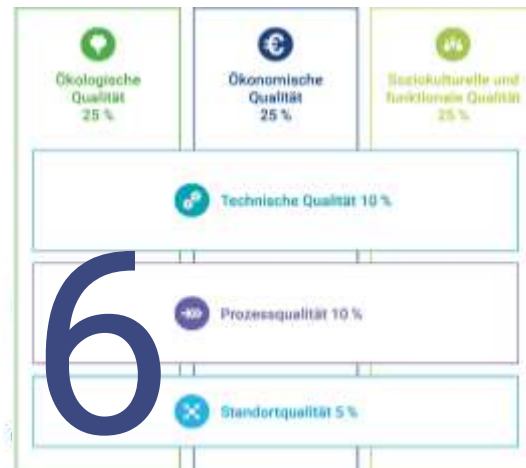 Ökologische
Qualität
25 %
Ökonomische
Qualität
25 %
Soziokulturelle und
funktionale Qualität
25 %
Technische Qualität 10 %
Prozessqualität 10 %
6
Standortqualität 5 %